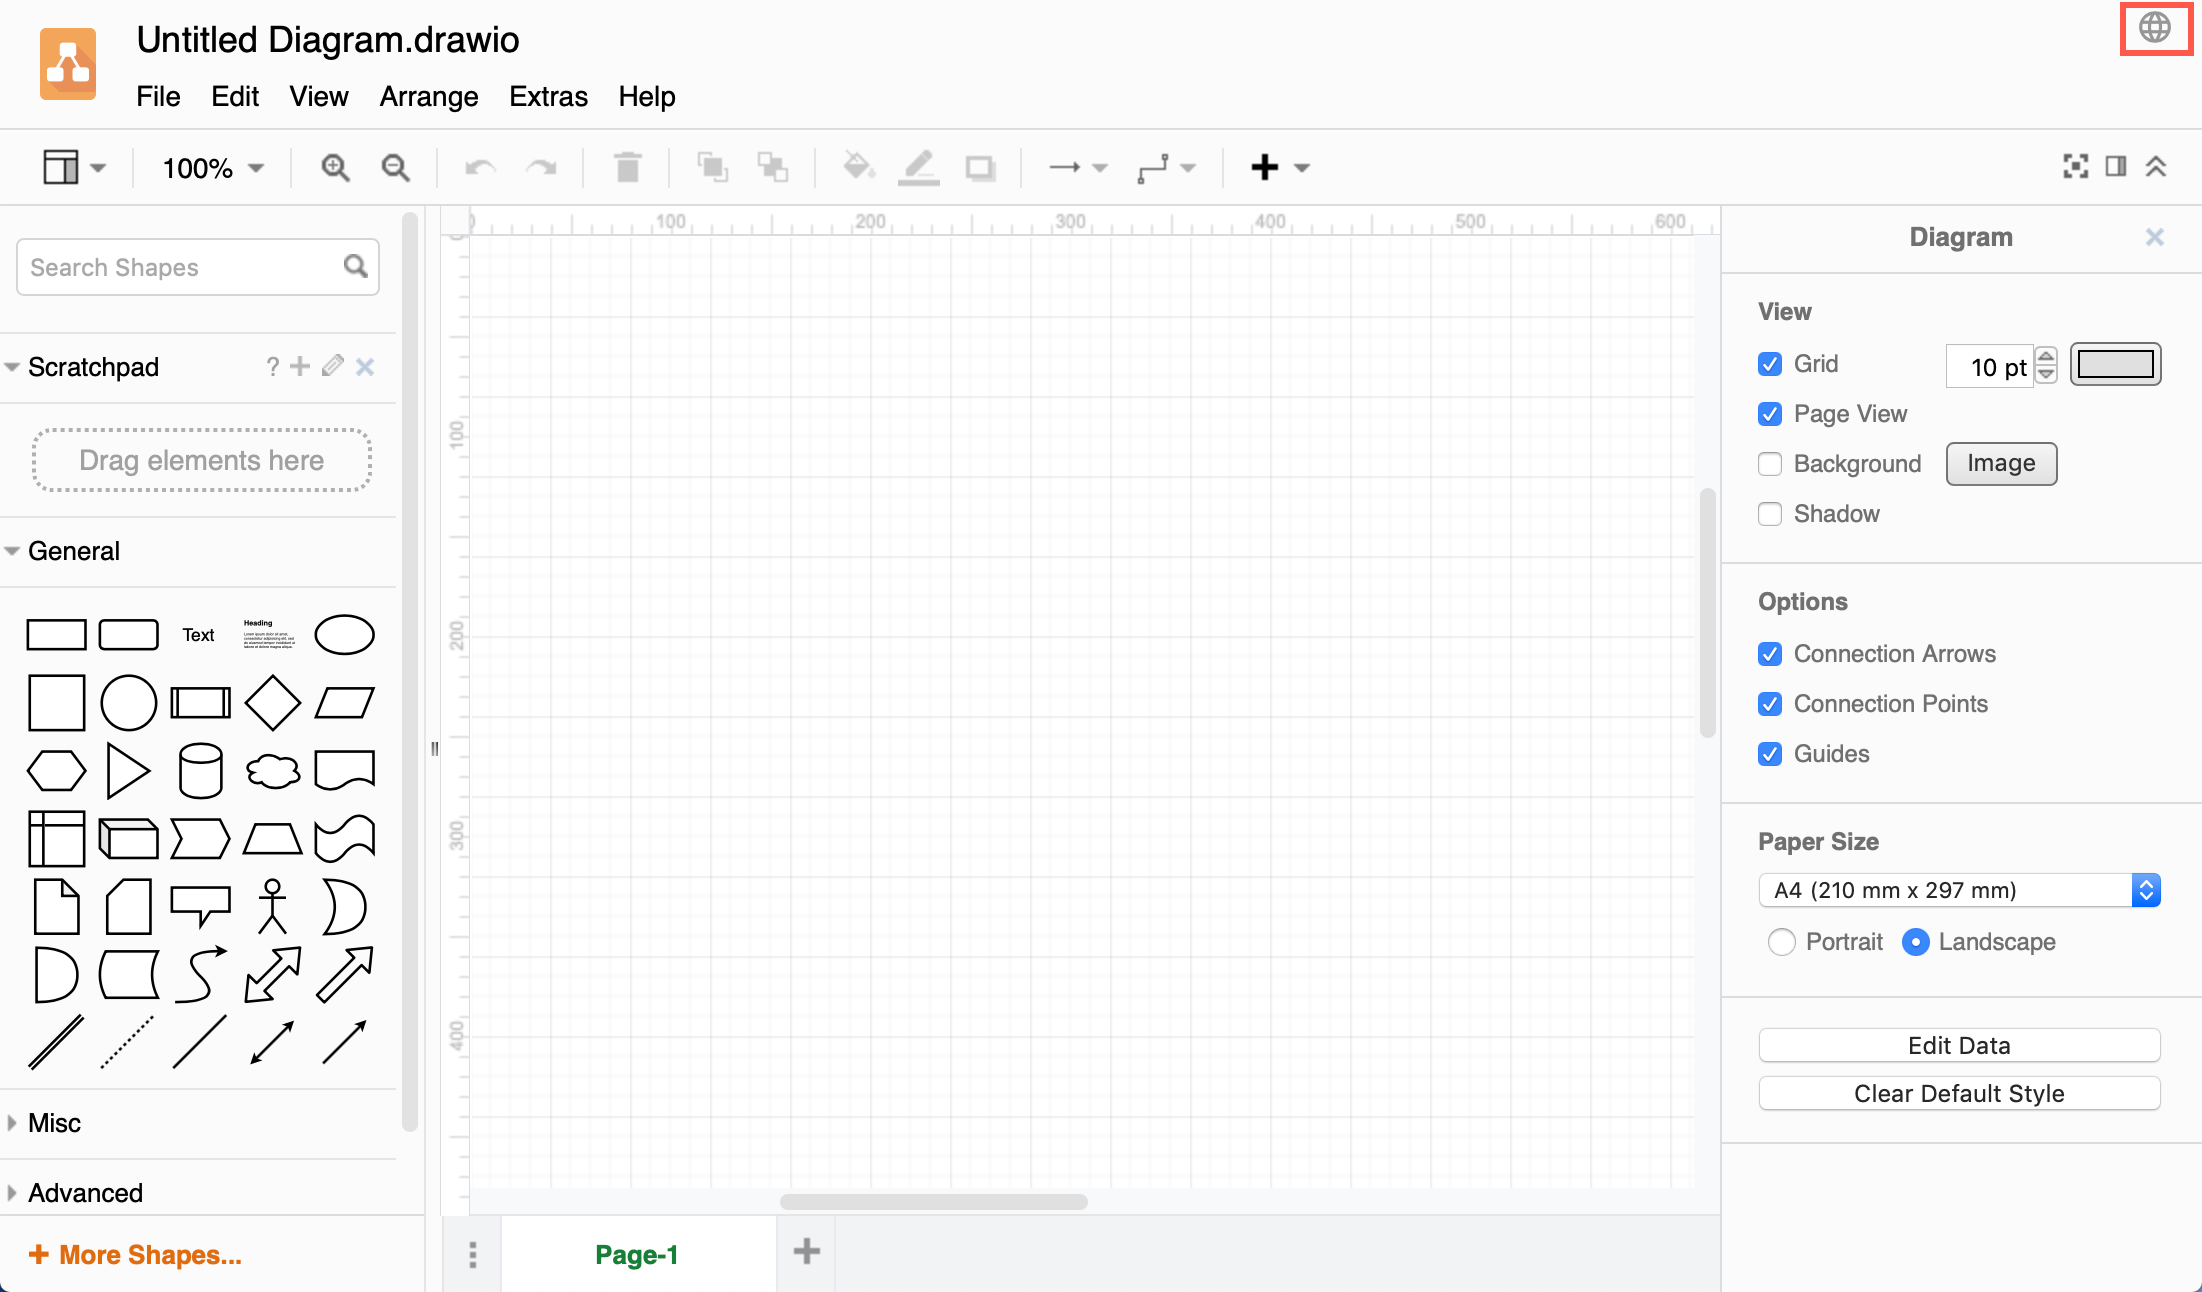 Untitled Diagram.drawio
File Edit View Arrange Extras Help
100%
Search Shapes
Scratchpad ?
Drag elements here
General
Text
Heading
Misc
Advanced
More Shapes...
100 200 300 400 500 600
100
200
300
400
Page-1
Diagram
View
Grid 10 pt
Page View
Background Image
Shadow
Options
Connection Arrows
Connection Points
Guides
Paper Size
A4 (210 mm x 297 mm)
Portrait Landscape
Edit Data
Clear Default Style